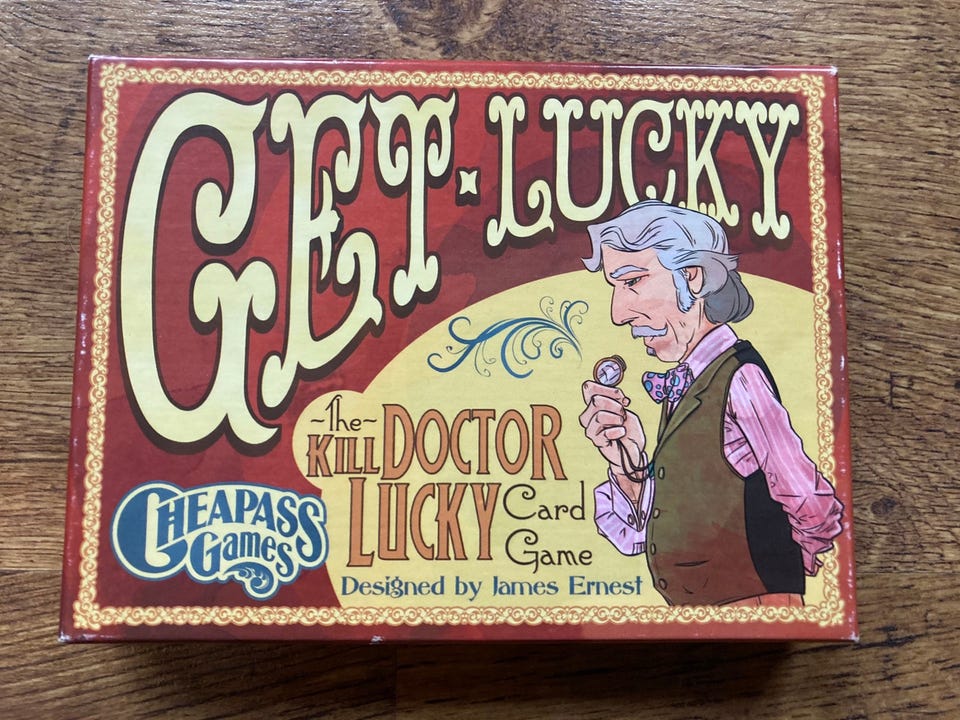 GET-LUCKY
~The~
KILL DOCTOR
LUCKY Card
Game
Designed by James Ernest
CHEAPASS
Games